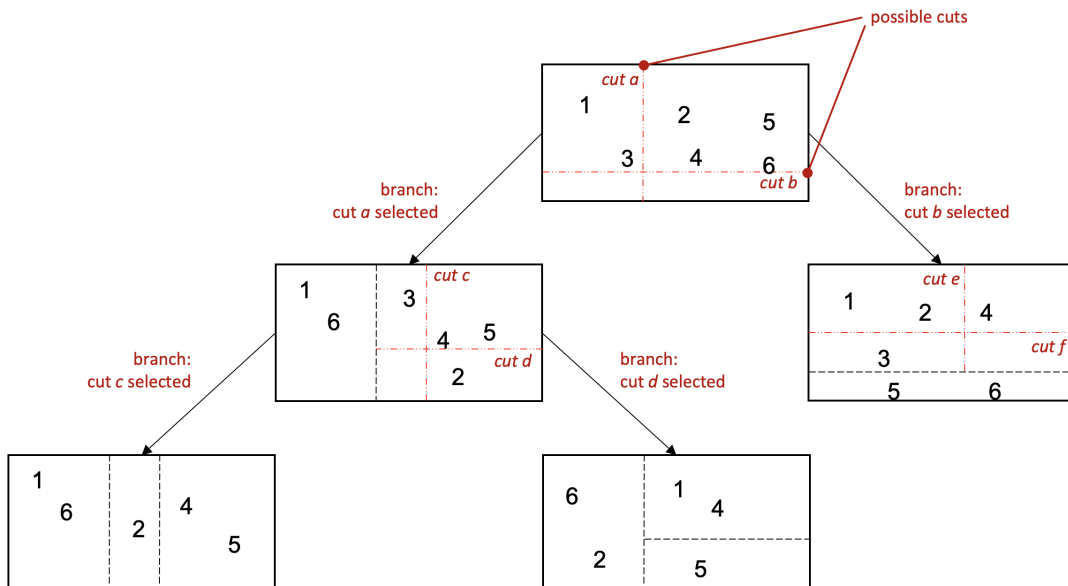 possible cuts
cut a
1
2
5
3
4
6
cut b
branch:
cut a selected
branch:
cut b selected
1
6
3
cut c
4
5
cut d
2
cut e
1
2
4
cut f
3
5
6
branch:
cut c selected
branch:
cut d selected
1
6
2
4
5
6
1
4
2
5